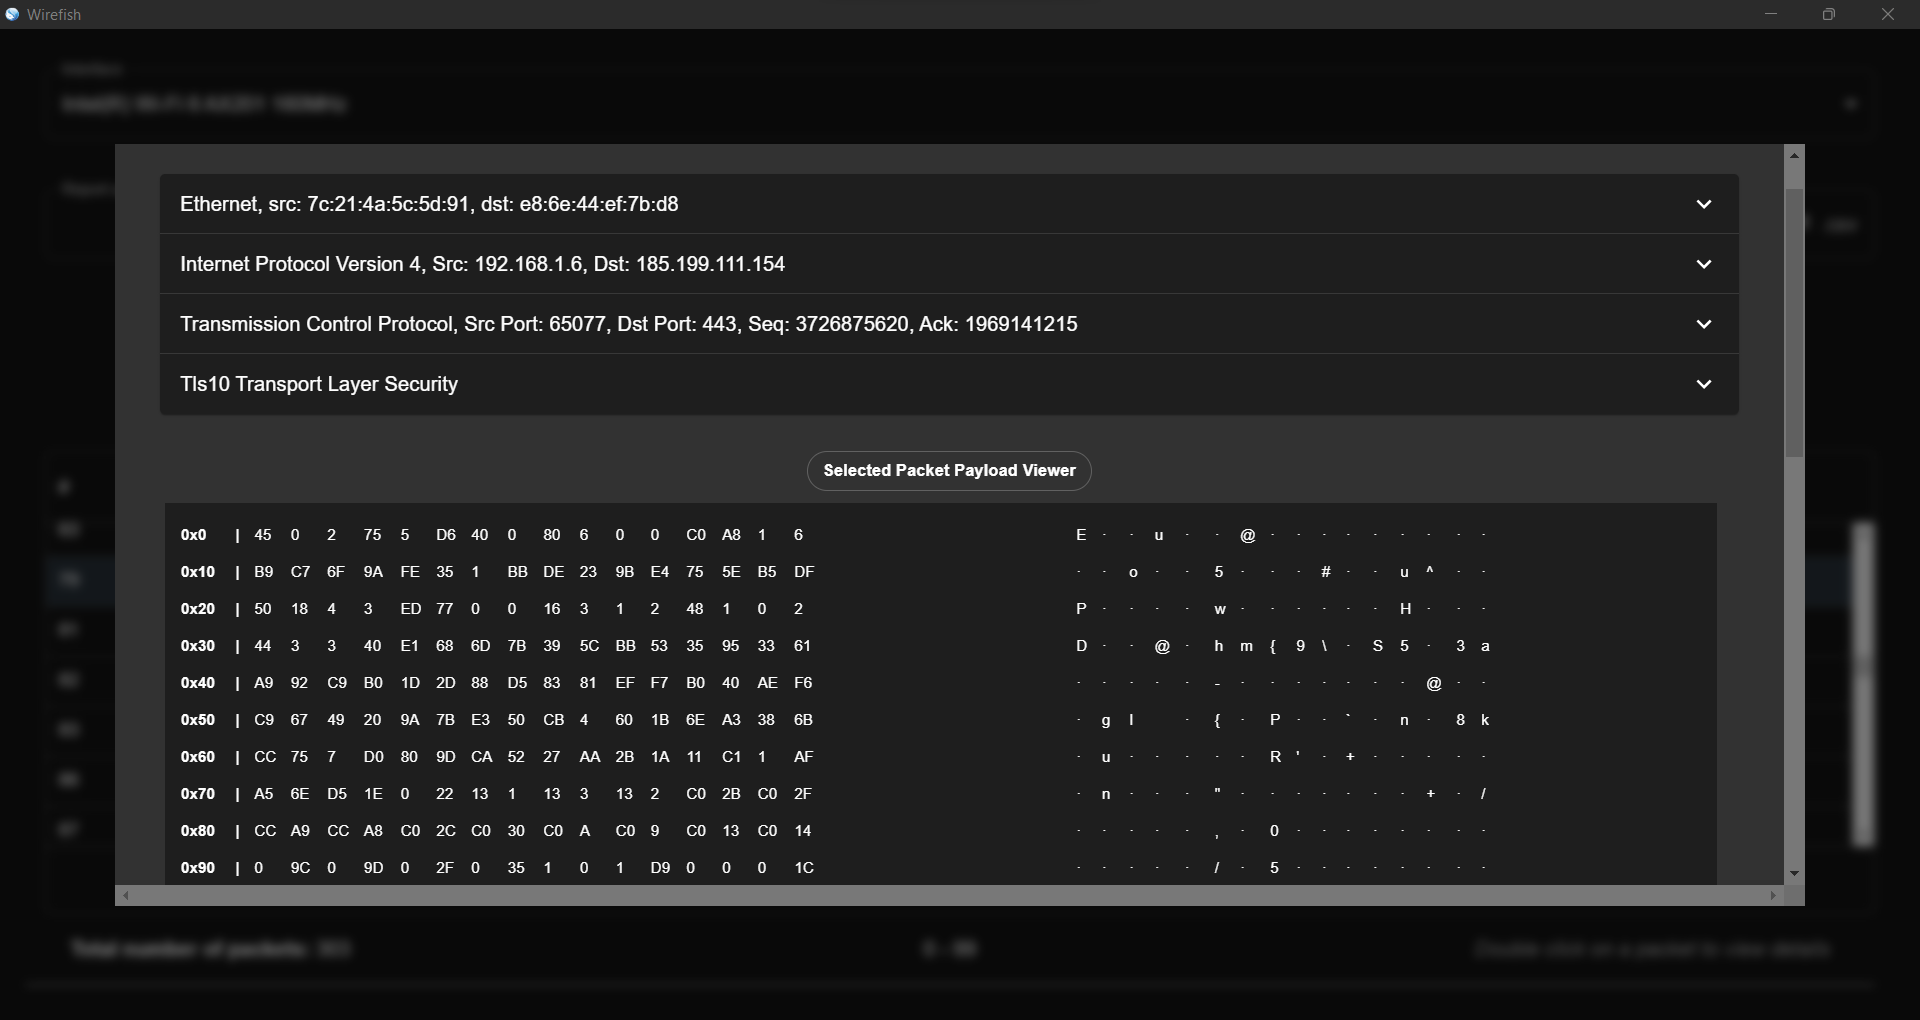 Wirefish
Ethernet, src: 7c:21:4a:5c:5d:91, dst: e8:6e:44:ef:7b:d8
Internet Protocol Version 4, Src: 192.168.1.6, Dst: 185.199.111.154
Transmission Control Protocol, Src Port: 65077, Dst Port: 443, Seq: 3726875620, Ack: 1969141215
Tls10 Transport Layer Security
Selected Packet Payload Viewer
0x0 | 45 0 2 75 5 D6 40 0 80 6 0 0 C0 A8 1 6 E · · u · · @ · · · · · · · · ·
0x10 | B9 C7 6F 9A FE 35 1 BB DE 23 9B E4 75 5E B5 DF · · o · · 5 · · · # · · u ^ · ·
0x20 | 50 18 4 3 ED 77 0 0 16 3 1 2 48 1 0 2 P · · · · w · · · · · · H · · ·
0x30 | 44 3 3 40 E1 68 6D 7B 39 5C BB 53 35 95 33 61 D · · @ · h m { 9 \ · S 5 · 3 a
0x40 | A9 92 C9 B0 1D 2D 88 D5 83 81 EF F7 B0 40 AE F6 · · · · · - · · · · · · · @ · ·
0x50 | C9 67 49 20 9A 7B E3 50 CB 4 60 1B 6E A3 38 6B · g I   · { · P · · ` · n · 8 k
0x60 | CC 75 7 D0 80 9D CA 52 27 AA 2B 1A 11 C1 1 AF · u · · · · · R ' · + · · · · ·
0x70 | A5 6E D5 1E 0 22 13 1 13 3 13 2 C0 2B C0 2F · n · · · " · · · · · · · + · /
0x80 | CC A9 CC A8 C0 2C C0 30 C0 A C0 9 C0 13 C0 14 · · · · · , · 0 · · · · · · · ·
0x90 | 0 9C 0 9D 0 2F 0 35 1 0 1 D9 0 0 0 1C · · · · · / · 5 · · · · · · · ·